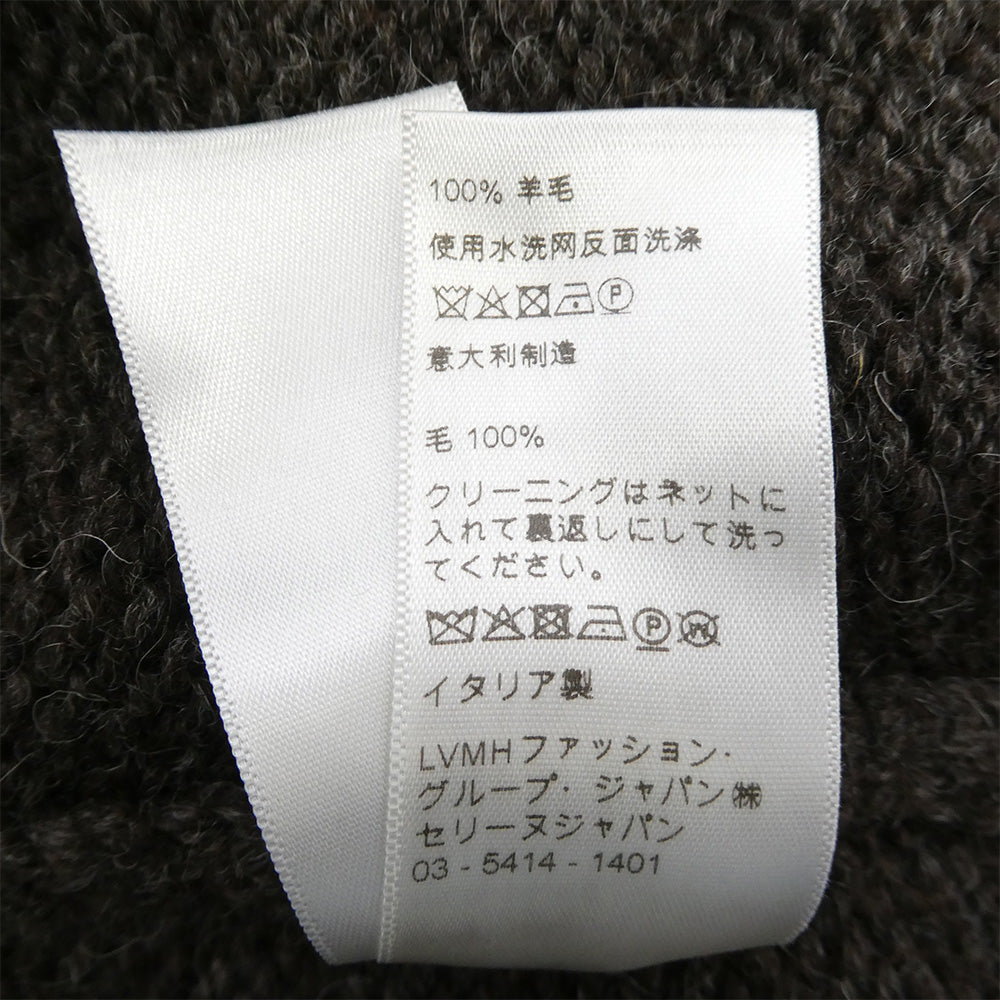 100% 羊毛
使用水洗网反面洗涤
P
意大利制造
毛 100%
クリーニングはネットに
入れて裏返しにして洗っ
てください。
P W
イタリア製
LVMHファッション・
グループ・ジャパン㈱
セリーヌジャパン
03 - 5414 - 1401